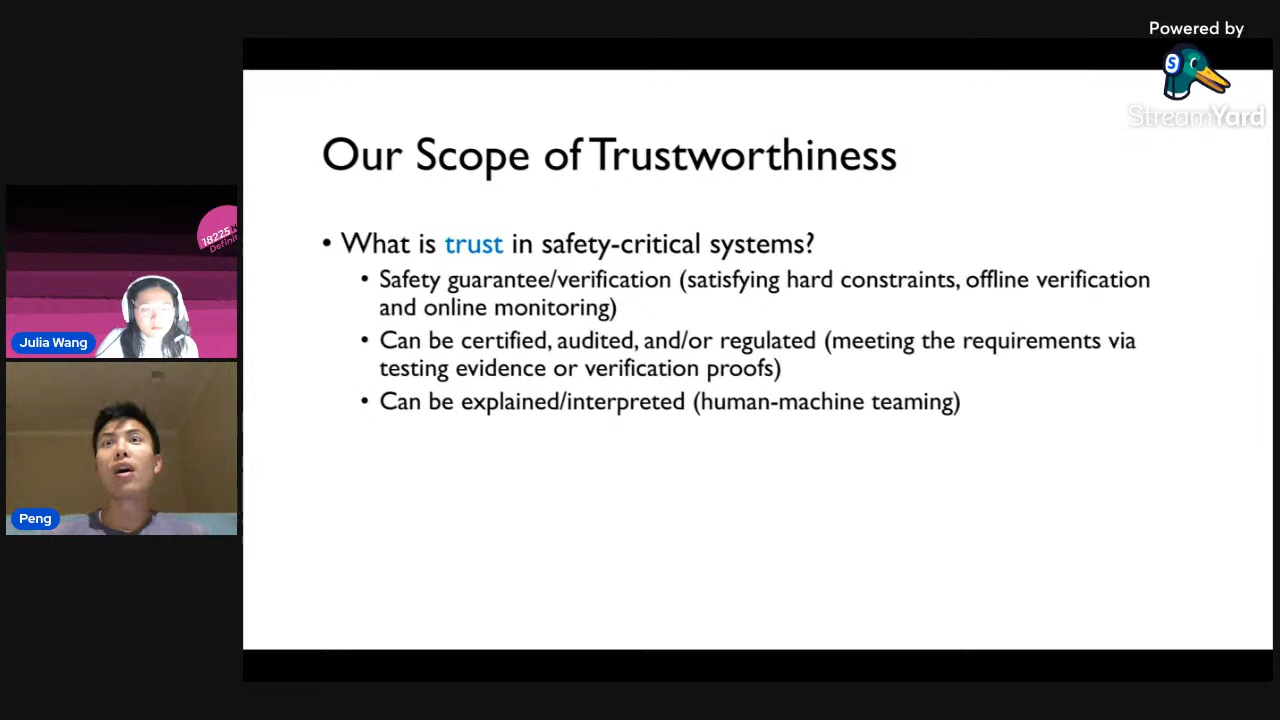 Powered by
S
StreamYard
Our Scope of Trustworthiness
• What is trust in safety-critical systems?
• Safety guarantee/verification (satisfying hard constraints, offline verification
and online monitoring)
• Can be certified, audited, and/or regulated (meeting the requirements via
testing evidence or verification proofs)
• Can be explained/interpreted (human-machine teaming)
18225
Definit
Julia Wang
Peng